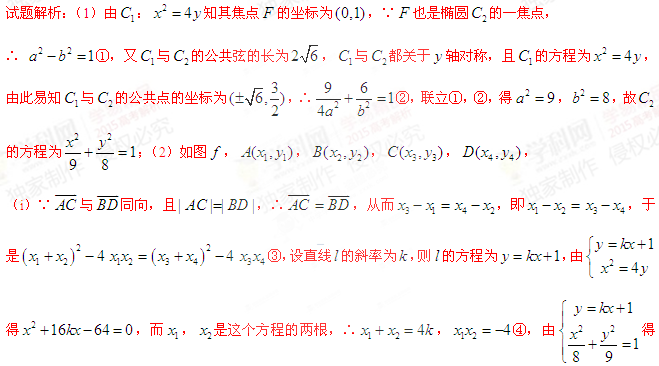 试题解析:(1)由C₁: x²=4y知其焦点F的坐标为(0,1),∵F也是椭圆C₂的一焦点,
∴ a²-b²=1①,又C₁与C₂的公共弦的长为2√6,C₁与C₂都关于y轴对称,且C₁的方程为x²=4y,
由此易知C₁与C₂的公共点的坐标为(±√6,3/2),∴9/(4a²)+6/b²=1②,联立①,②,得a²=9,b²=8,故C₂
的方程为x²/9+y²/8=1;(2)如图f,A(x₁,y₁),B(x₂,y₂),C(x₃,y₃),D(x₄,y₄),
(i)∵AC与BD同向,且|AC|=|BD|,∴AC=BD,从而x₃-x₁=x₄-x₂,即x₁-x₂=x₃-x₄,于
是(x₁+x₂)²-4 x₁x₂=(x₃+x₄)²-4 x₃x₄③,设直线l的斜率为k,则l的方程为y=kx+1,由{y=kx+1 x²=4y
得x²+16kx-64=0,而x₁,x₂是这个方程的两根,∴x₁+x₂=4k,x₁x₂=-4④,由{y=kx+1 x²/8+y²/9=1得